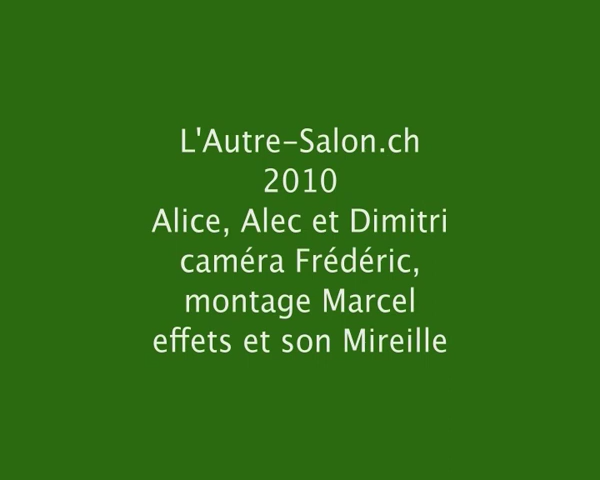 L'Autre-Salon.ch
2010
Alice, Alec et Dimitri
caméra Frédéric,
montage Marcel
effets et son Mireille